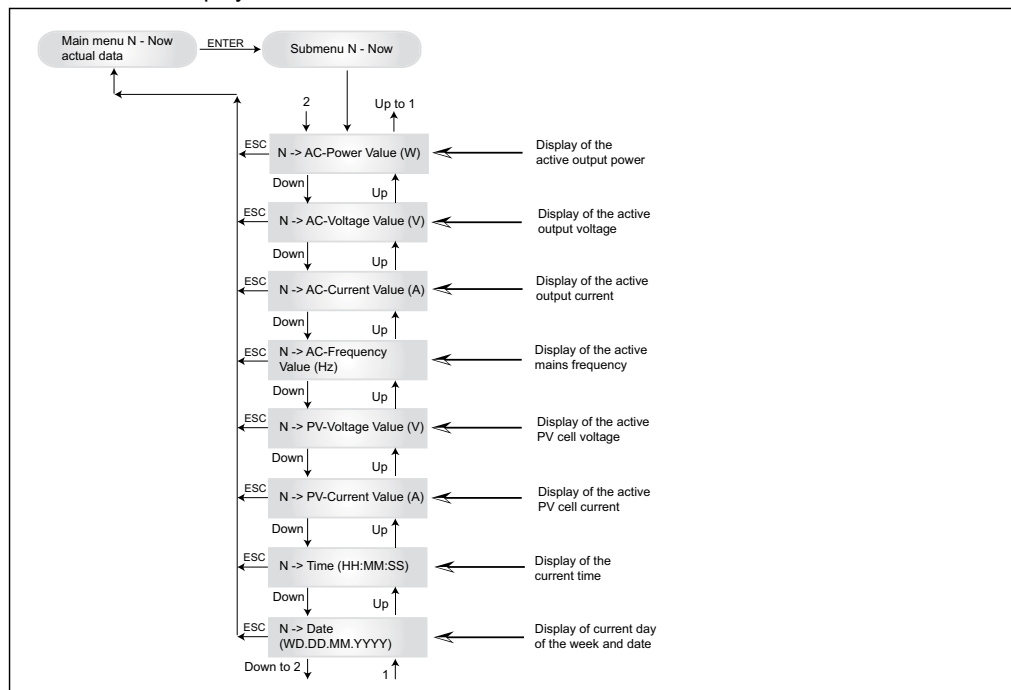 Main menu N - Now
actual data
ENTER
Submenu N - Now
2
Up to 1
ESC
N -> AC-Power Value (W)
Display of the
active output power
Down
Up
ESC
N -> AC-Voltage Value (V)
Display of the active
output voltage
Down
Up
ESC
N -> AC-Current Value (A)
Display of the active
output current
Down
Up
ESC
N -> AC-Frequency
Value (Hz)
Display of the active
mains frequency
Down
Up
ESC
N -> PV-Voltage Value (V)
Display of the active
PV cell voltage
Down
Up
ESC
N -> PV-Current Value (A)
Display of the active
PV cell current
Down
Up
ESC
N -> Time (HH:MM:SS)
Display of the
current time
Down
Up
ESC
N -> Date
(WD.DD.MM.YYYY)
Display of current day
of the week and date
Down to 2
1